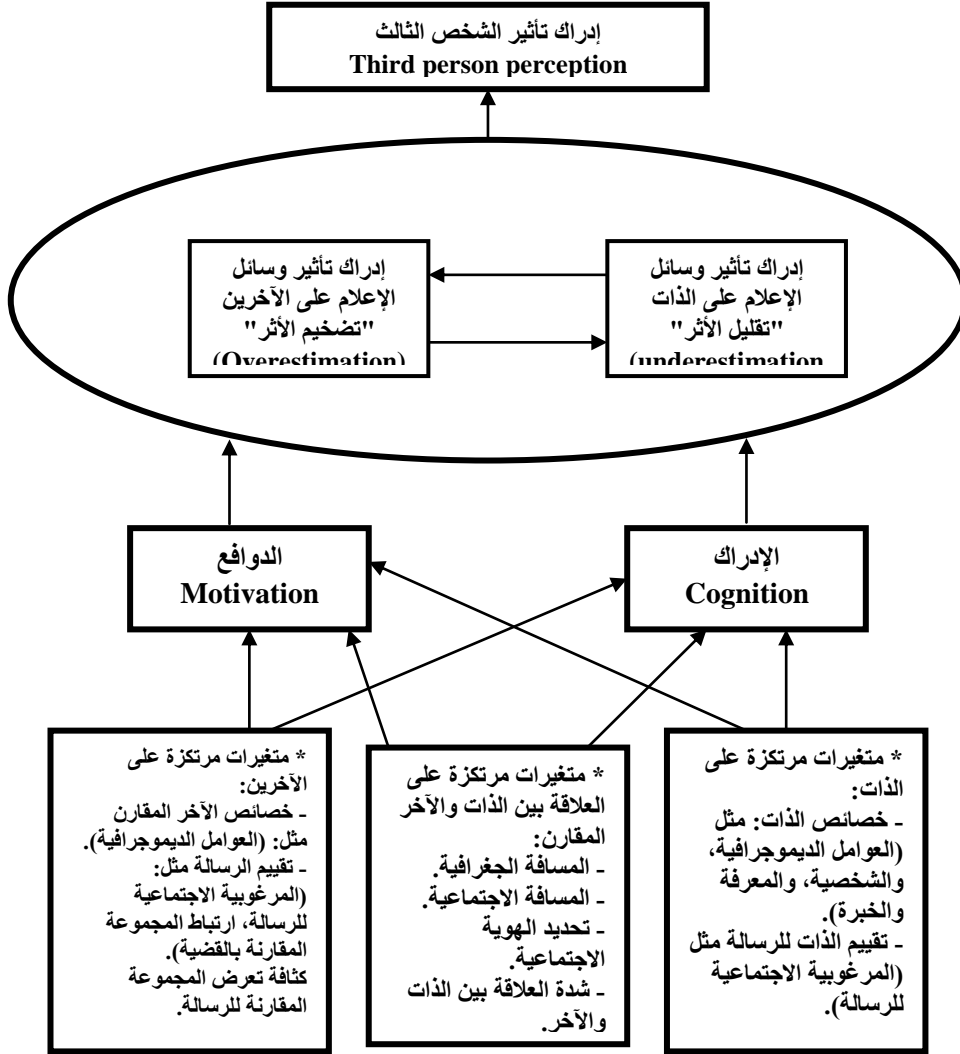 إدراك تأثير الشخص الثالث
Third person perception
إدراك تأثير وسائل
الإعلام على الذات
"تقليل الأثر"
(underestimation
إدراك تأثير وسائل
الإعلام على الآخرين
"تضخيم الأثر"
(Overestimation)
الإدراك
Cognition
الدوافع
Motivation
* متغيرات مرتكزة على
الذات:
- خصائص الذات: مثل
(العوامل الديموجرافية،
والشخصية، والمعرفة
والخبرة).
- تقييم الذات للرسالة مثل
(المرغوبية الاجتماعية
للرسالة).
* متغيرات مرتكزة على
العلاقة بين الذات والآخر
المقارن:
- المسافة الجغرافية.
- المسافة الاجتماعية.
- تحديد الهوية
الاجتماعية.
- شدة العلاقة بين الذات
والآخر.
* متغيرات مرتكزة على
الآخرين:
- خصائص الآخر المقارن
مثل: (العوامل الديموجرافية).
- تقييم الرسالة مثل:
(المرغوبية الاجتماعية
للرسالة، ارتباط المجموعة
المقارنة بالقضية).
كثافة تعرض المجموعة
المقارنة للرسالة.